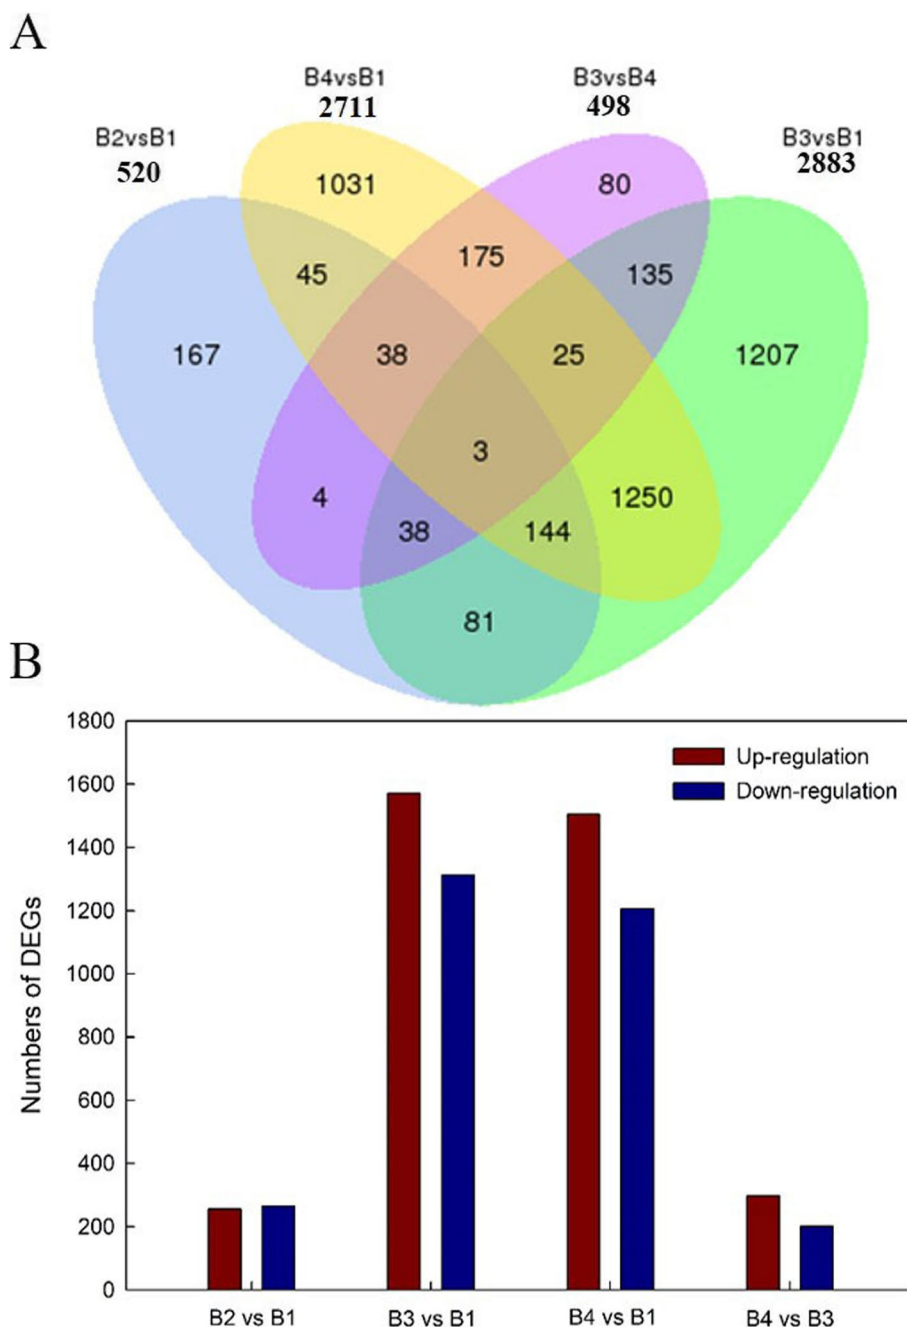 A
B4vsB1
2711
B3vsB4
498
B2vsB1
520
B3vsB1
2883
1031
80
45
175
135
167
38
25
1207
3
4
38
144
1250
81
B
1800
1600
1400
1200
1000
800
600
400
200
0
Numbers of DEGs
Up-regulation
Down-regulation
B2 vs B1
B3 vs B1
B4 vs B1
B4 vs B3